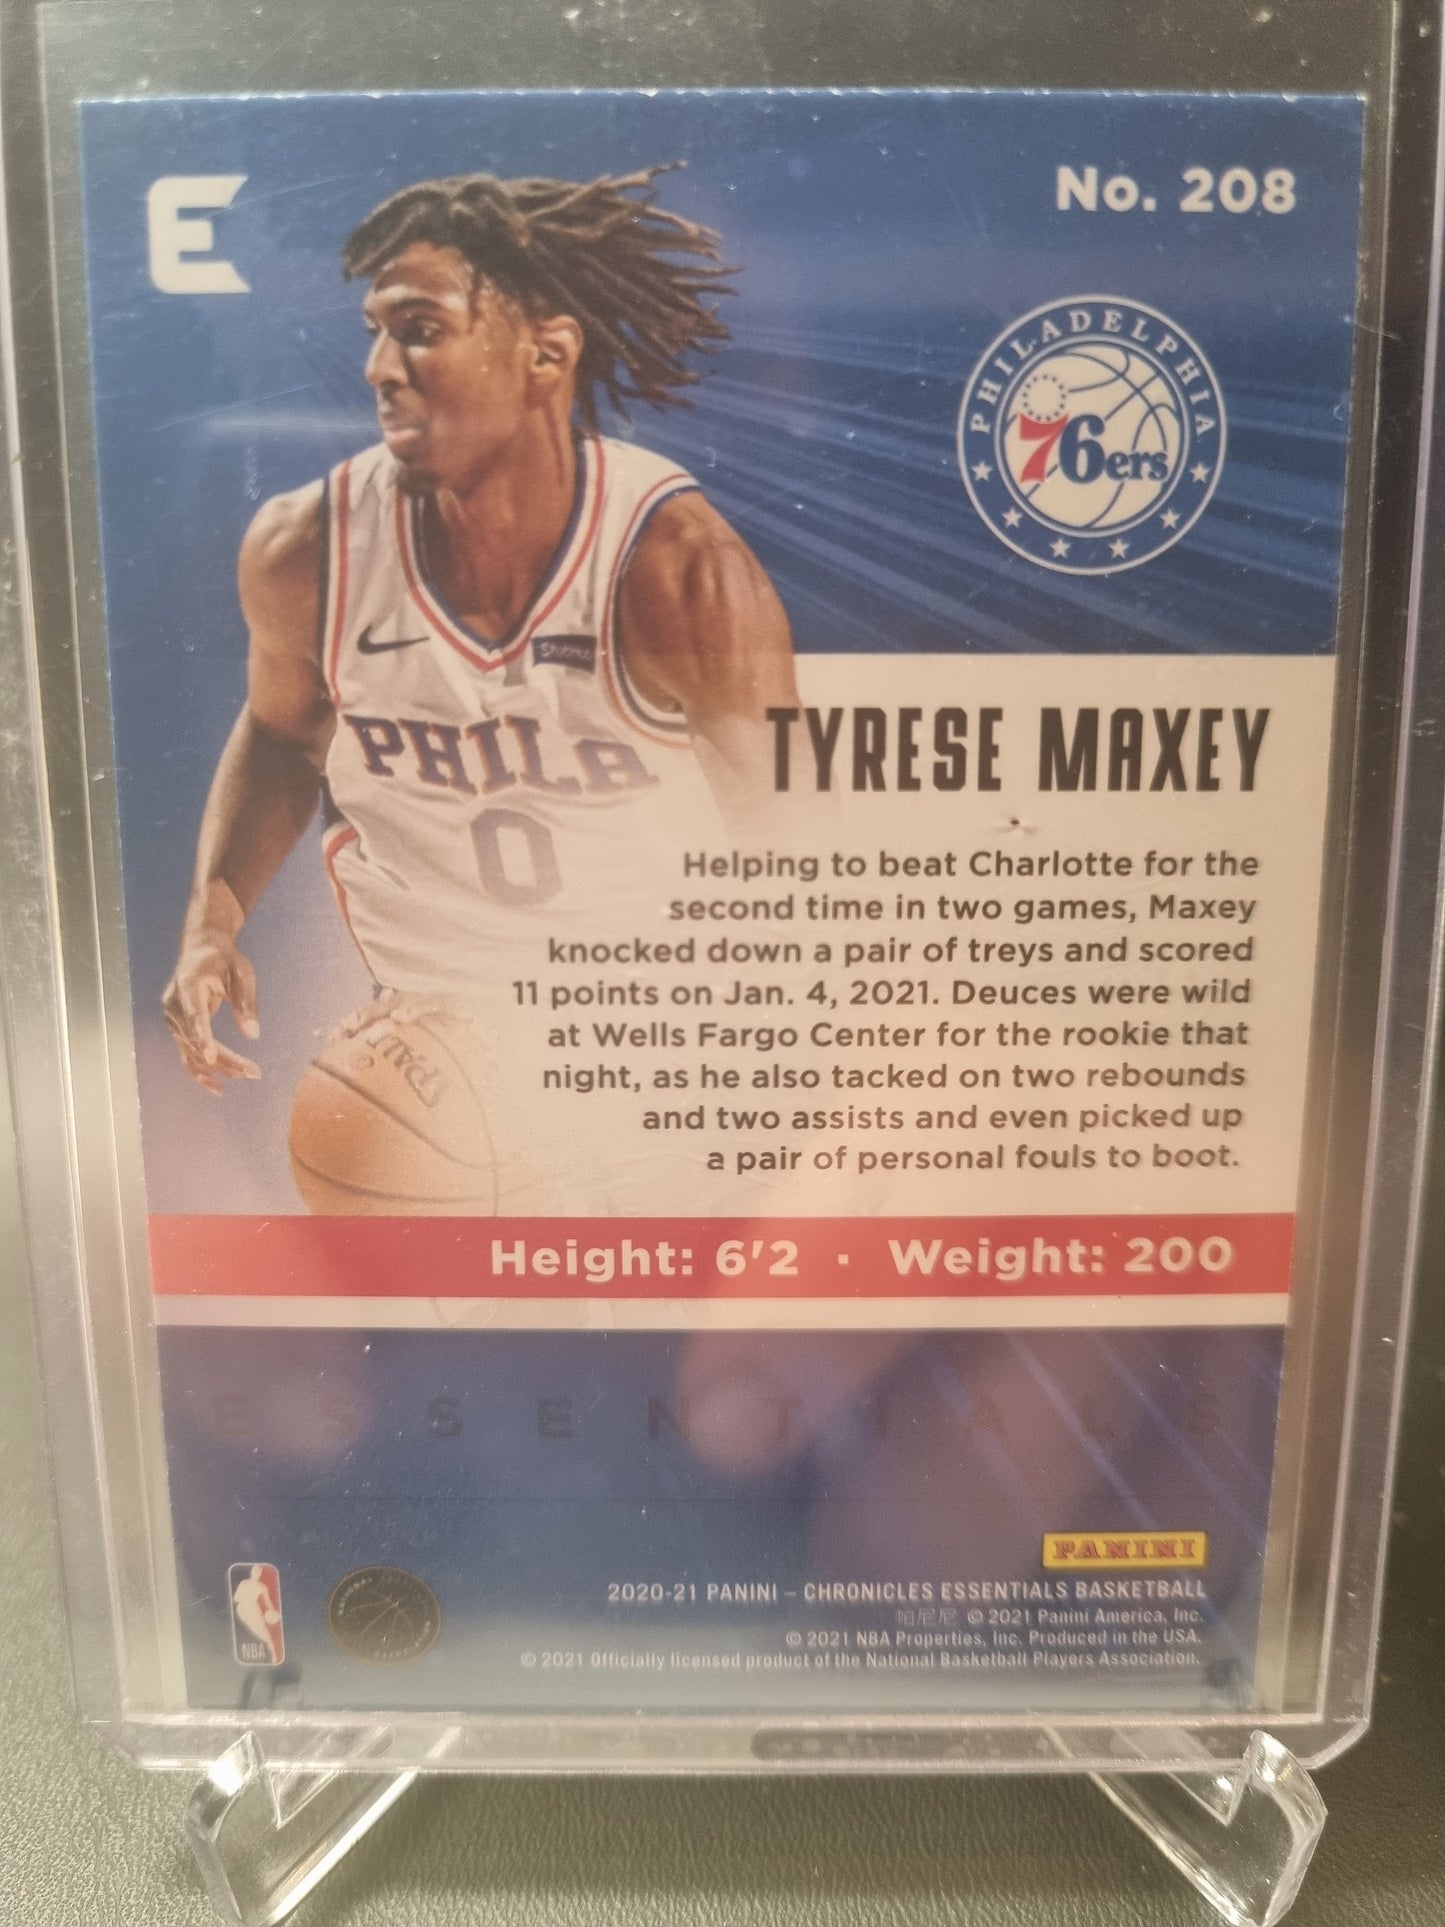 E
No. 208
PHILADELPHIA
76ers
StubHub
PHILA
0
TYRESE MAXEY
Helping to beat Charlotte for the
second time in two games, Maxey
knocked down a pair of treys and scored
11 points on Jan. 4, 2021. Deuces were wild
at Wells Fargo Center for the rookie that
night, as he also tacked on two rebounds
and two assists and even picked up
a pair of personal fouls to boot.
SPALDING
Height: 6'2 · Weight: 200
ESSENTIALS
PANINI
2020-21 PANINI – CHRONICLES ESSENTIALS BASKETBALL
帕尼尼 © 2021 Panini America, Inc.
© 2021 NBA Properties, Inc. Produced in the USA.
© 2021 Officially licensed product of the National Basketball Players Association.
NBA